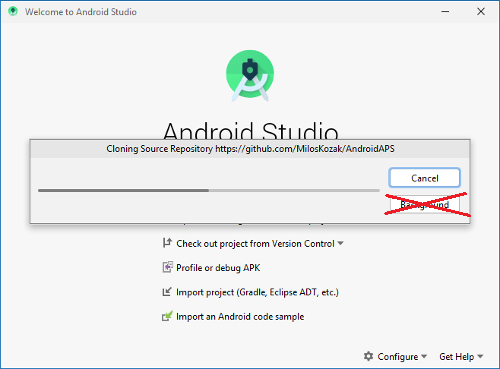 Welcome to Android Studio
Android Studio
Cloning Source Repository https://github.com/MilosKozak/AndroidAPS
Cancel
Background
Check out project from Version Control
Profile or debug APK
Import project (Gradle, Eclipse ADT, etc.)
Import an Android code sample
Configure
Get Help